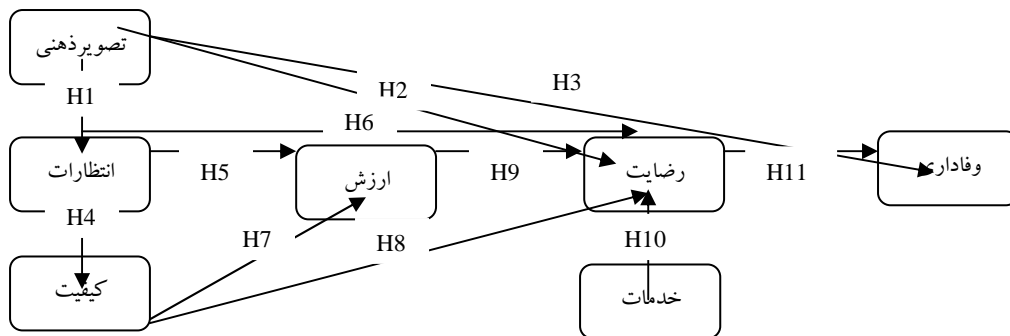 تصویرذهنی
H1
H2
H3
H6
انتظارات
H5
ارزش
H9
رضایت
H11
وفاداری
H4
H7
H8
H10
کیفیت
خدمات